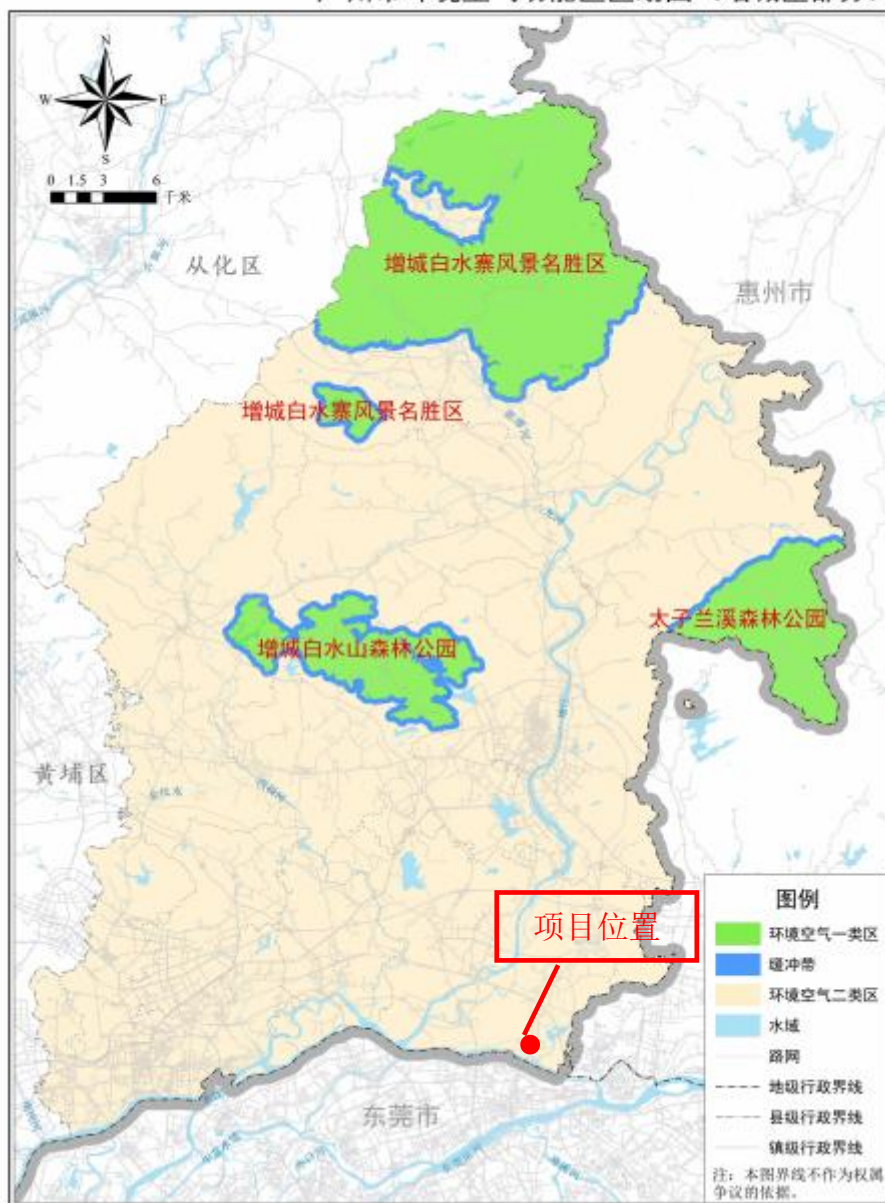 N
W
E
S
0 1.5 3 6
千米
从化区
增城白水寨风景名胜区
惠州市
增城白水寨风景名胜区
太子兰溪森林公园
增城白水山森林公园
黄埔区
项目位置
东莞市
图例
环境空气一类区
缓冲带
环境空气二类区
水域
路网
地级行政界线
县级行政界线
镇级行政界线
注：本图界线不作为权属
争议的依据。